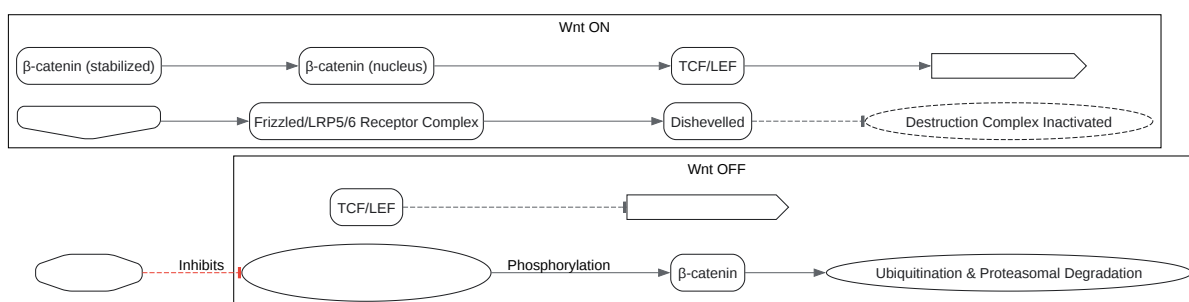 Wnt ON
β-catenin (stabilized)
β-catenin (nucleus)
TCF/LEF
Frizzled/LRP5/6 Receptor Complex
Dishevelled
Destruction Complex Inactivated
Wnt OFF
TCF/LEF
Inhibits
Phosphorylation
β-catenin
Ubiquitination & Proteasomal Degradation